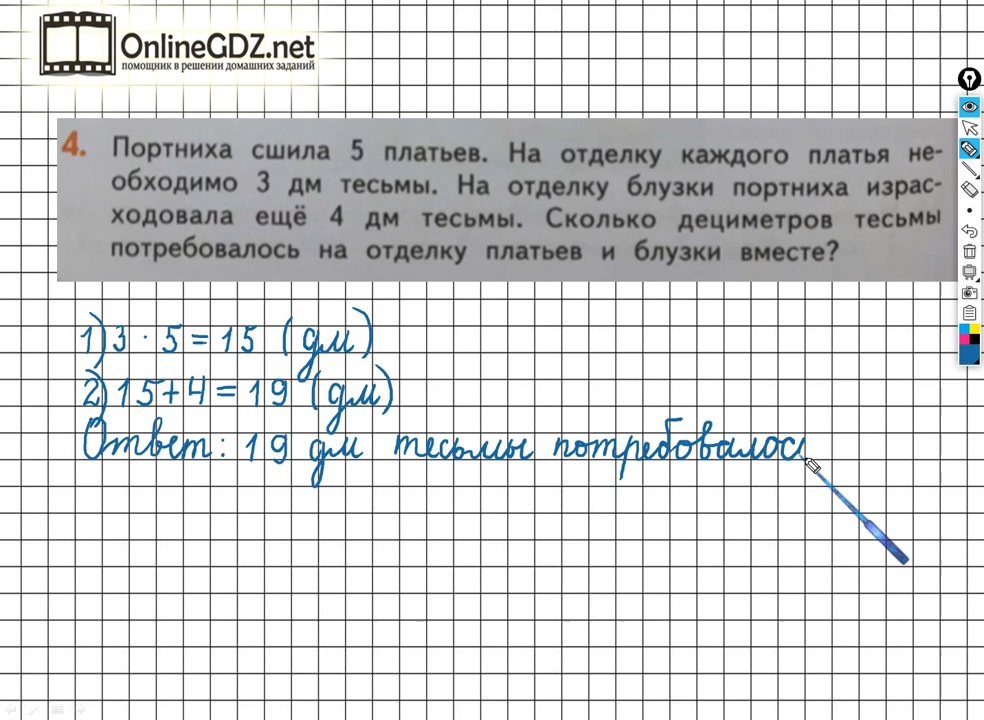 OnlineGDZ.net
помощник в решении домашних заданий
4. Портниха сшила 5 платьев. На отделку каждого платья не-
обходимо 3 дм тесьмы. На отделку блузки портниха израс-
ходовала ещё 4 дм тесьмы. Сколько дециметров тесьмы
потребовалось на отделку платьев и блузки вместе?
1) 3 · 5 = 15 (дм)
2) 15 + 4 = 19 (дм)
Ответ: 19 дм тесьмы потребовалос